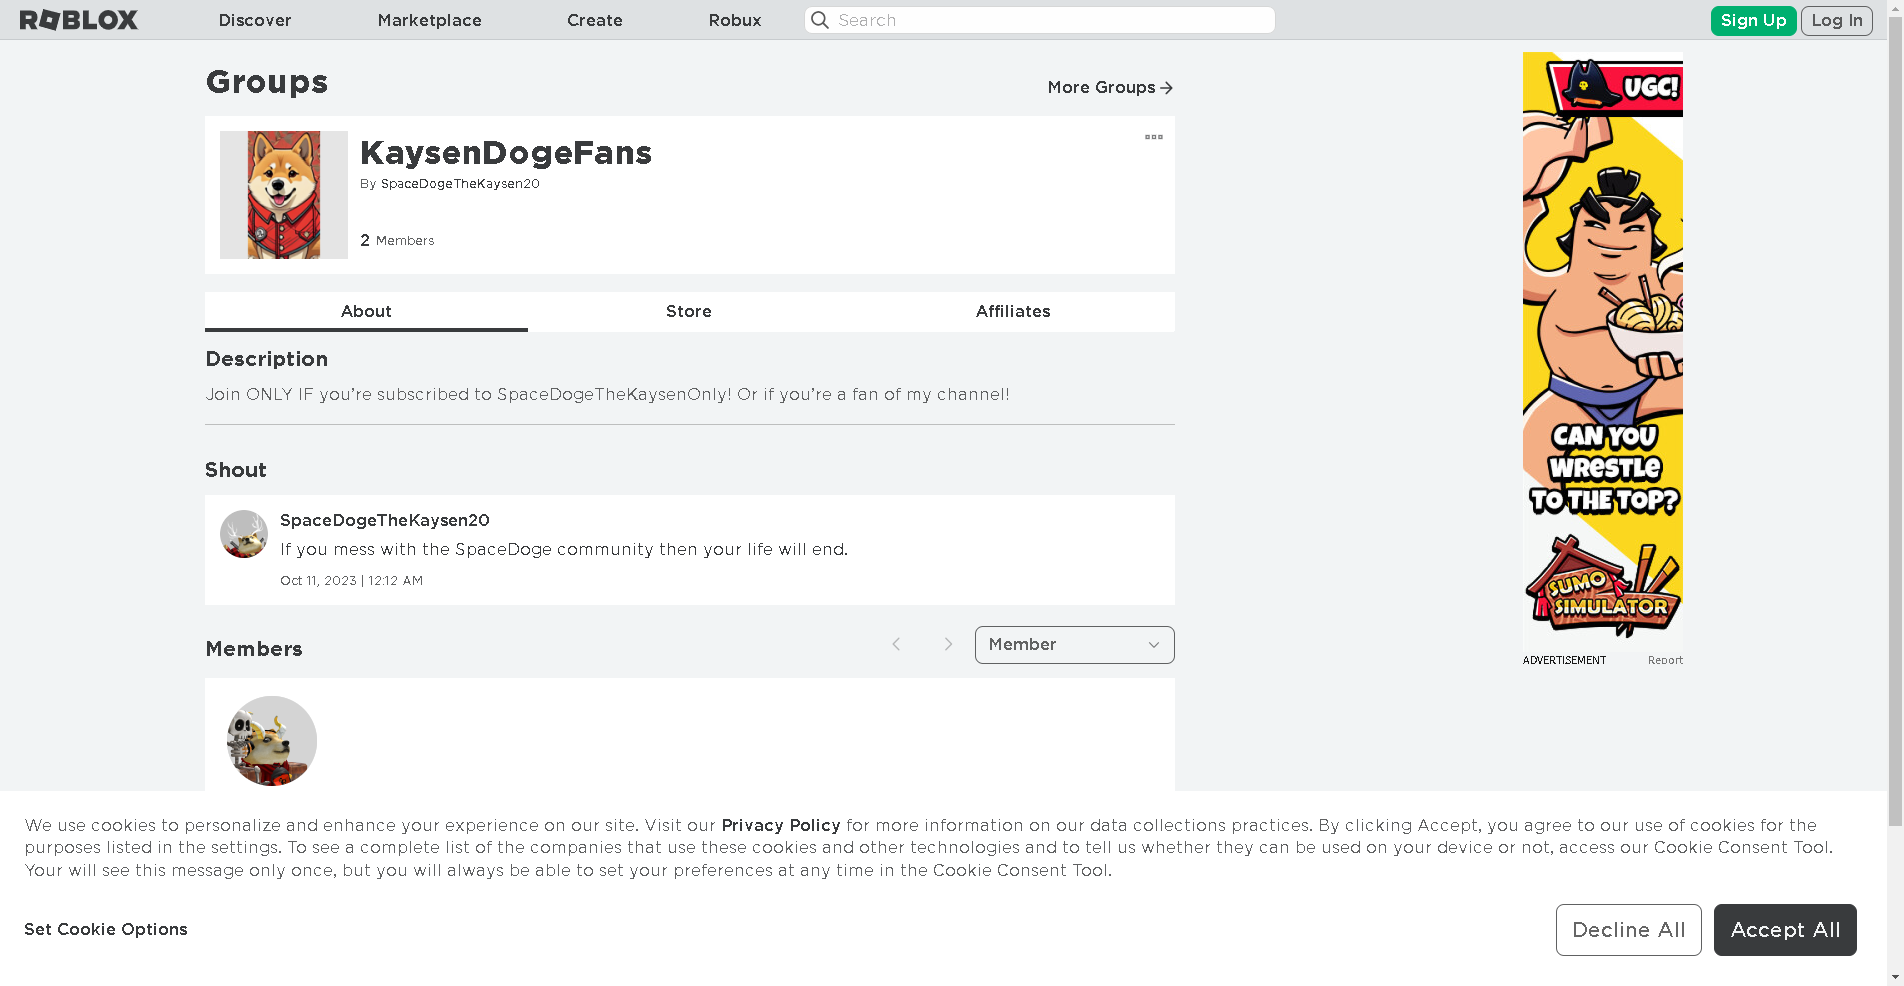 ROBLOX
Discover
Marketplace
Create
Robux
Search
Sign Up
Log In
Groups
More Groups
KaysenDogeFans
By SpaceDogeTheKaysen20
2 Members
About
Store
Affiliates
Description
Join ONLY IF you're subscribed to SpaceDogeTheKaysenOnly! Or if you're a fan of my channel!
Shout
SpaceDogeTheKaysen20
If you mess with the SpaceDoge community then your life will end.
Oct 11, 2023 | 12:12 AM
Members
Member
UGC!
CAN YOU
WRESTLE
TO THE TOP?
SUMO
SIMULATOR
ADVERTISEMENT
Report
We use cookies to personalize and enhance your experience on our site. Visit our Privacy Policy for more information on our data collections practices. By clicking Accept, you agree to our use of cookies for the
purposes listed in the settings. To see a complete list of the companies that use these cookies and other technologies and to tell us whether they can be used on your device or not, access our Cookie Consent Tool.
Your will see this message only once, but you will always be able to set your preferences at any time in the Cookie Consent Tool.
Set Cookie Options
Decline All
Accept All